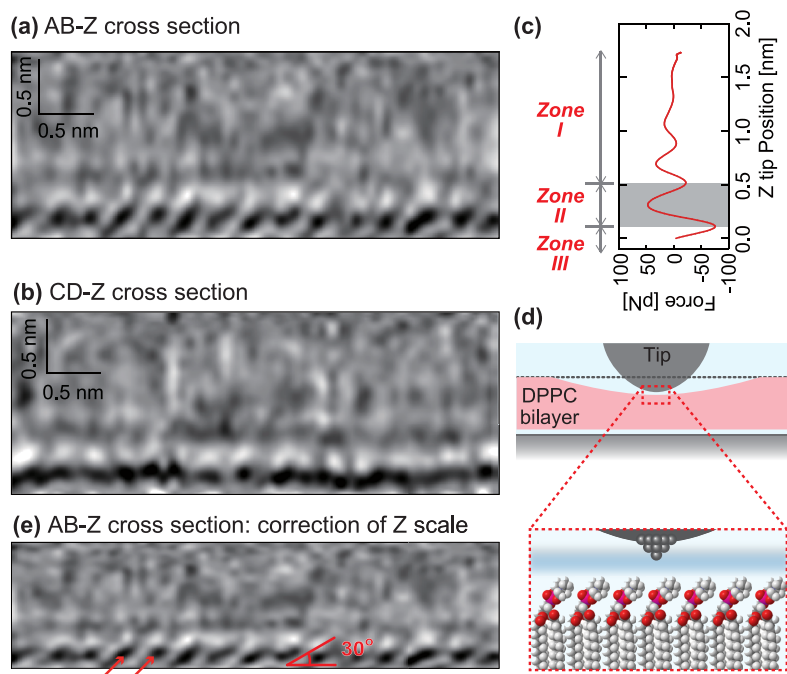 (a) AB-Z cross section
0.5 nm
0.5 nm
(b) CD-Z cross section
0.5 nm
0.5 nm
(e) AB-Z cross section: correction of Z scale
30°
(c)
Zone
I
Zone
II
Zone
III
2.0
1.5
1.0
0.5
0.0
Z tip Position [nm]
100
50
0
-50
-100
Force [pN]
(d)
Tip
DPPC
bilayer